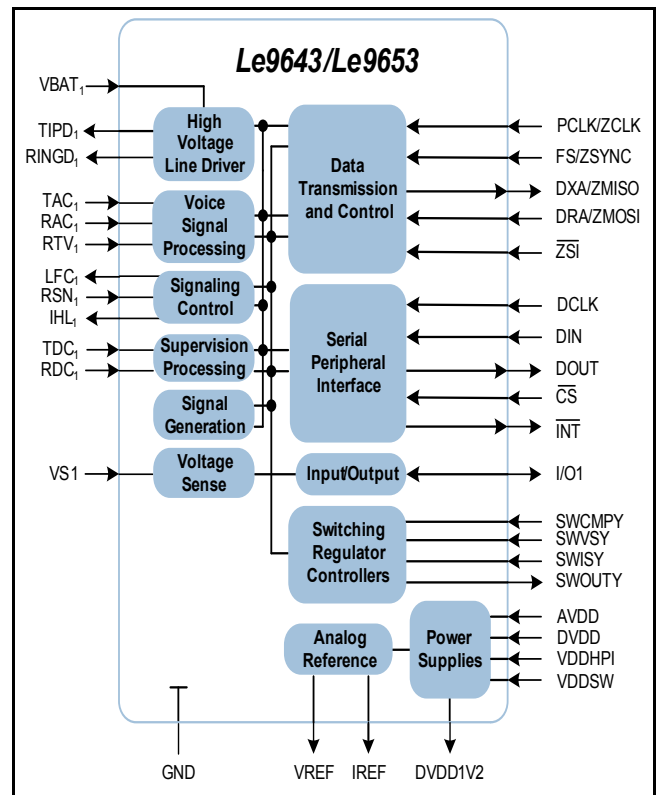 Le9643/Le9653
VBAT₁
TIPD₁
RINGD₁
TAC₁
RAC₁
RTV₁
LFC₁
RSN₁
IHL₁
TDC₁
RDC₁
VS1
High
Voltage
Line Driver
Voice
Signal
Processing
Signaling
Control
Supervision
Processing
Signal
Generation
Voltage
Sense
Data
Transmission
and Control
Serial
Peripheral
Interface
Input/Output
Switching
Regulator
Controllers
Analog
Reference
Power
Supplies
PCLK/ZCLK
FS/ZSYNC
DXA/ZMISO
DRA/ZMOSI
Z̅S̅I̅
DCLK
DIN
DOUT
C̅S̅
I̅N̅T̅
I/O1
SWCMPY
SWVSY
SWISY
SWOUTY
AVDD
DVDD
VDDHPI
VDDSW
GND
VREF
IREF
DVDD1V2